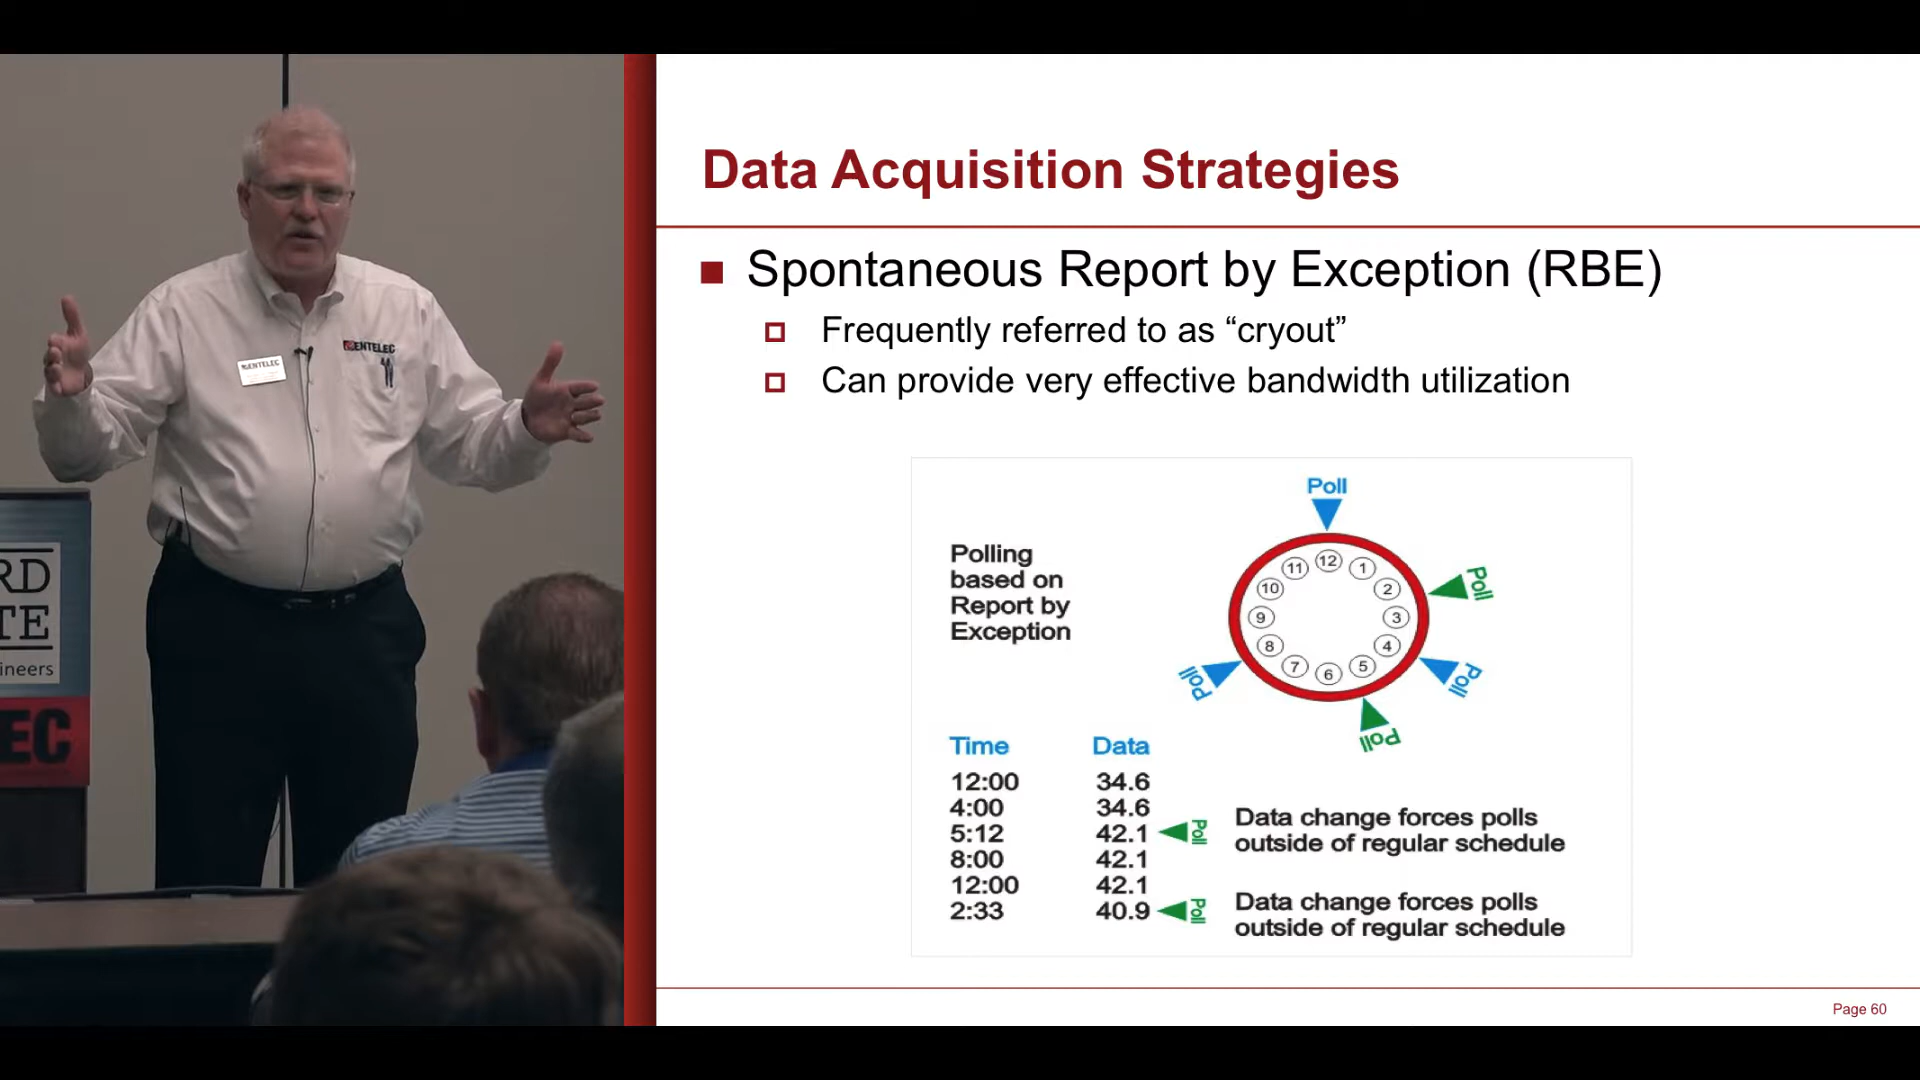 Data Acquisition Strategies
Spontaneous Report by Exception (RBE)
Frequently referred to as “cryout”
Can provide very effective bandwidth utilization
Poll
Polling
based on
Report by
Exception
12
1
2
3
4
5
6
7
8
9
10
11
Poll
Poll
Poll
Poll
Time Data
12:00 34.6
4:00 34.6
5:12 42.1 Poll
8:00 42.1
12:00 42.1
2:33 40.9 Poll
Data change forces polls
outside of regular schedule
Data change forces polls
outside of regular schedule
Page 60
ENTELEC
ENTELEC
RD
TE
ineers
EC